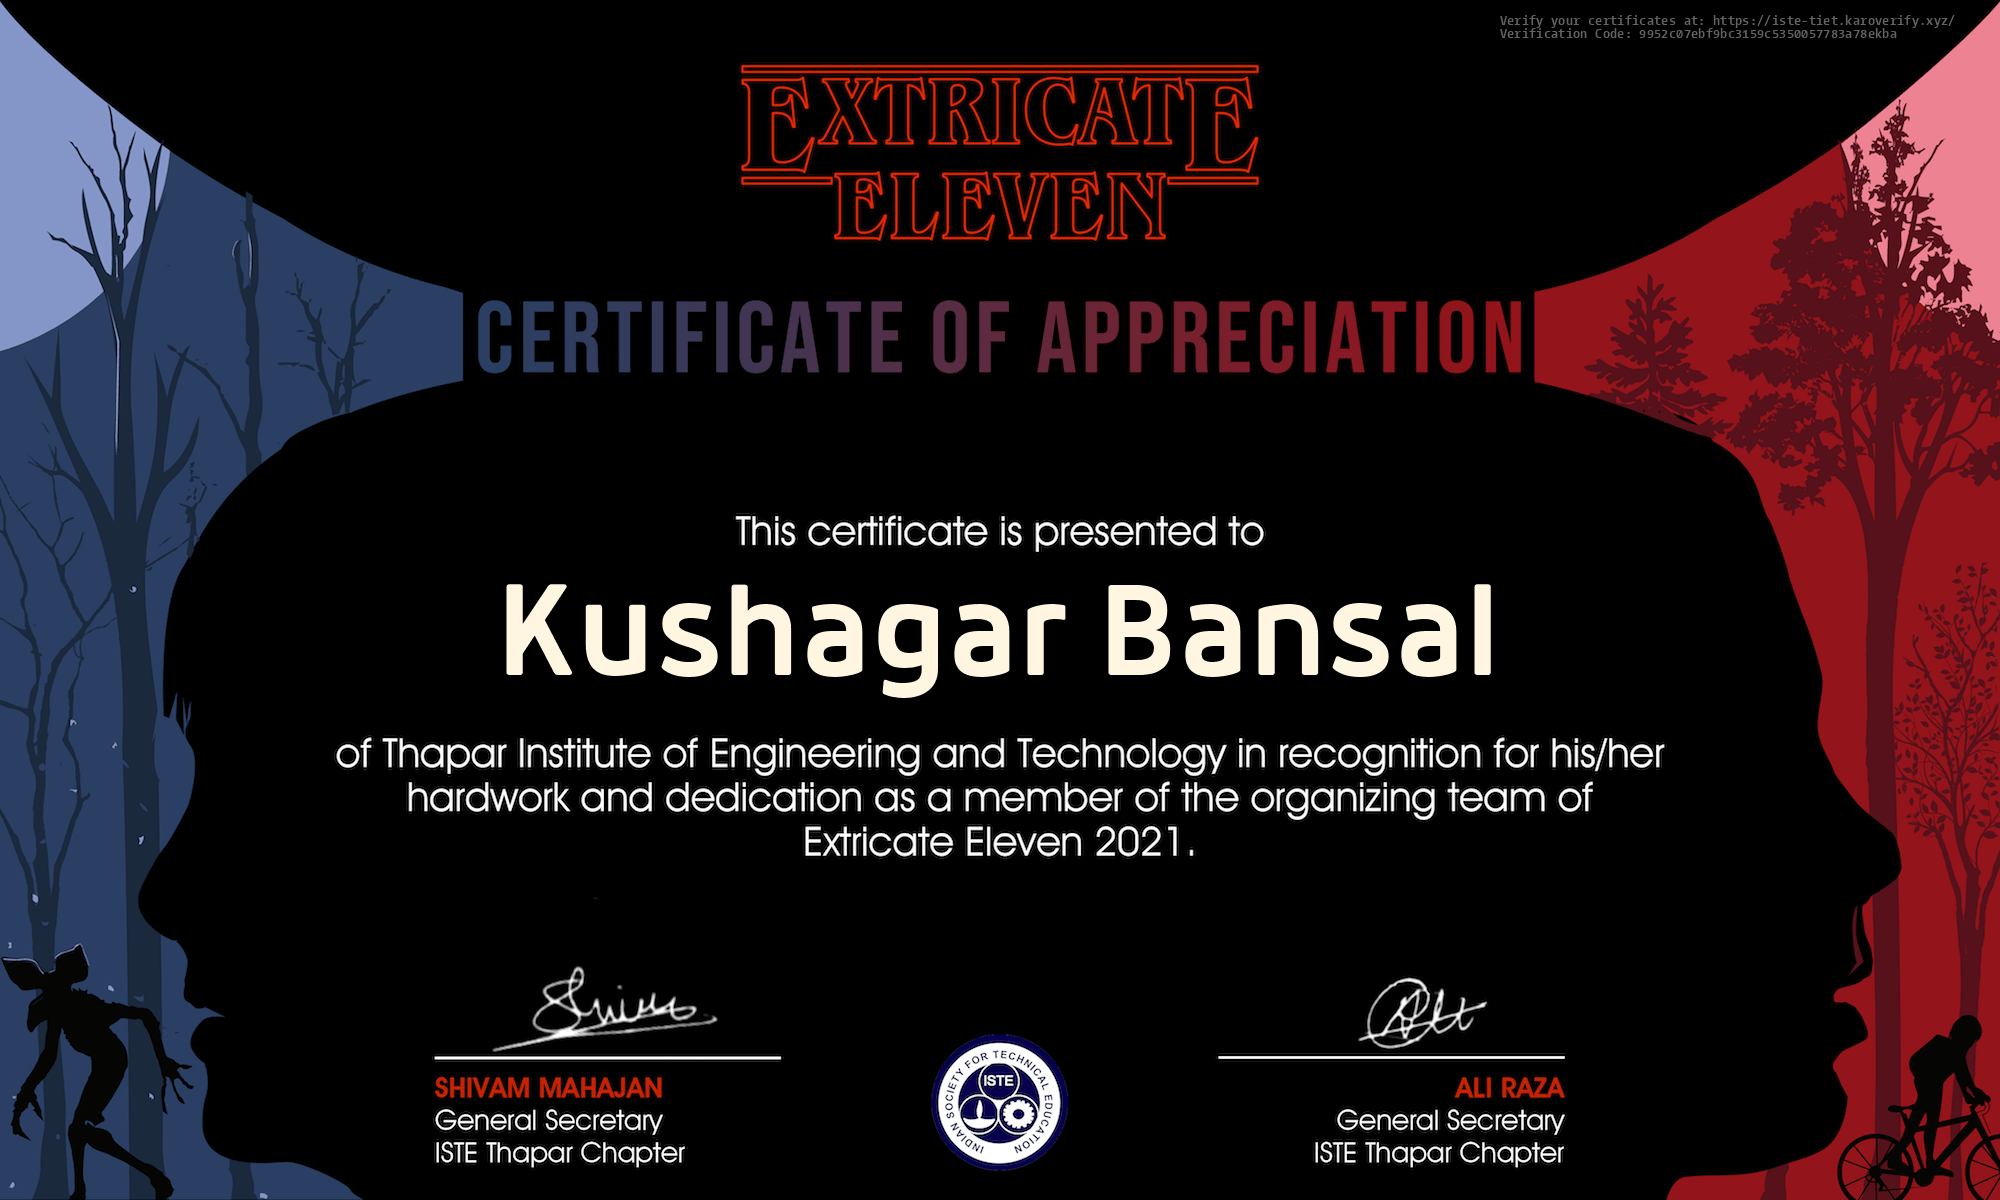 Verify your certificates at: https://iste-tiet.karoverify.xyz/
Verification Code: 9952c07ebf9bc3159c5350057783a78ekba
EXTRICATE
ELEVEN
CERTIFICATE OF APPRECIATION
This certificate is presented to
Kushagar Bansal
of Thapar Institute of Engineering and Technology in recognition for his/her
hardwork and dedication as a member of the organizing team of
Extricate Eleven 2021.
SHIVAM MAHAJAN
General Secretary
ISTE Thapar Chapter
INDIAN SOCIETY FOR TECHNICAL EDUCATION
ISTE
ALI RAZA
General Secretary
ISTE Thapar Chapter